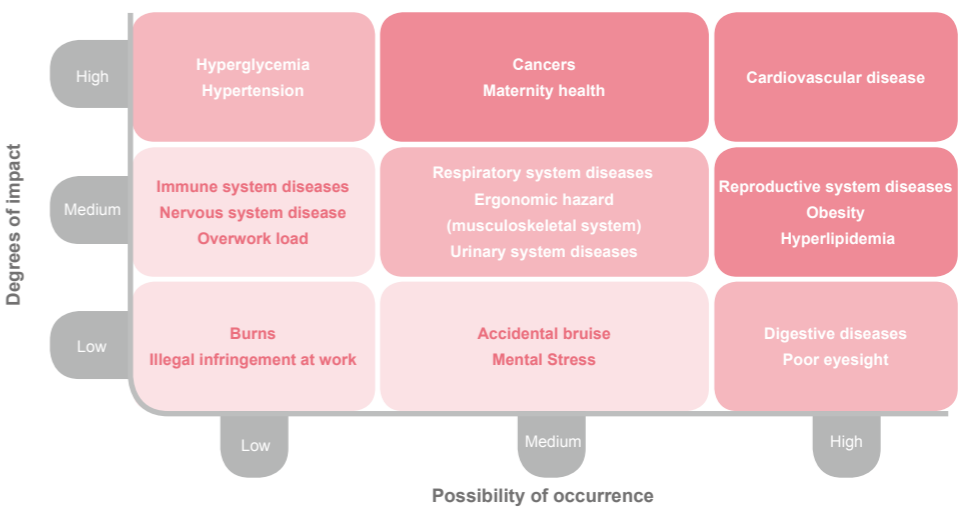 Degrees of impact
High
Hyperglycemia
Hypertension
Cancers
Maternity health
Cardiovascular disease
Medium
Immune system diseases
Nervous system disease
Overwork load
Respiratory system diseases
Ergonomic hazard
(musculoskeletal system)
Urinary system diseases
Reproductive system diseases
Obesity
Hyperlipidemia
Low
Burns
Illegal infringement at work
Accidental bruise
Mental Stress
Digestive diseases
Poor eyesight
Low
Medium
High
Possibility of occurrence